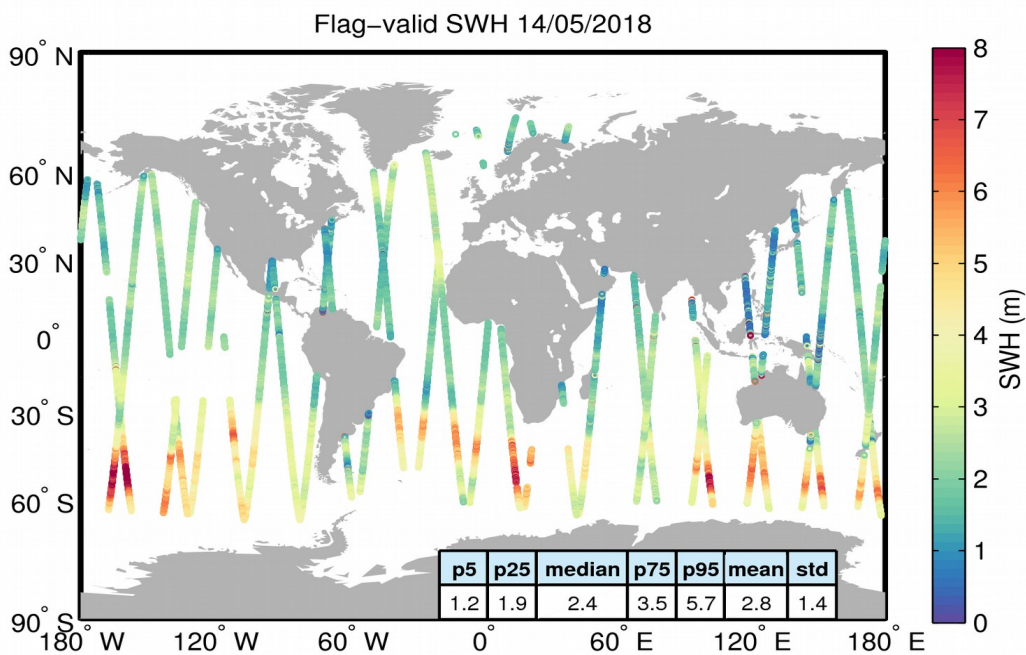 Flag−valid SWH 14/05/2018
90° N
60° N
30° N
0°
30° S
60° S
90° S
180° W
120° W
60° W
0°
60° E
120° E
180° E
p5 p25 median p75 p95 mean std
1.2 1.9 2.4 3.5 5.7 2.8 1.4
8
7
6
5
4
3
2
1
0
SWH (m)